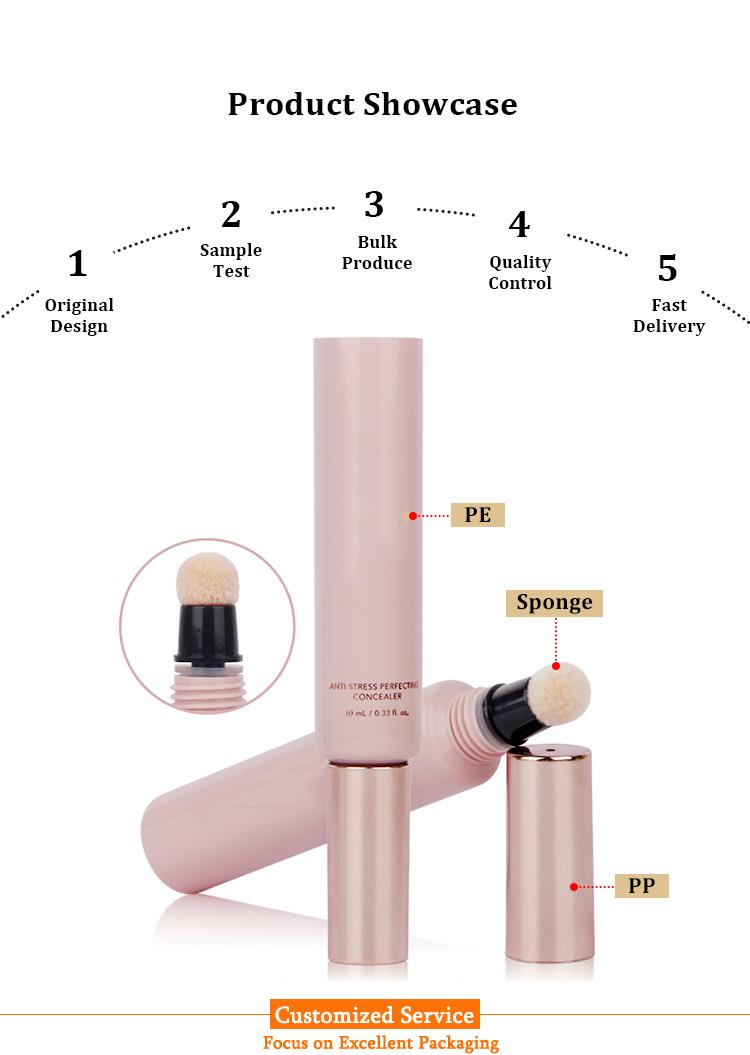 Product Showcase
1
Original
Design
2
Sample
Test
3
Bulk
Produce
4
Quality
Control
5
Fast
Delivery
PE
Sponge
ANTI-STRESS PERFECTING
CONCEALER
10 mL / 0.33 fl. oz.
PP
Customized Service
Focus on Excellent Packaging